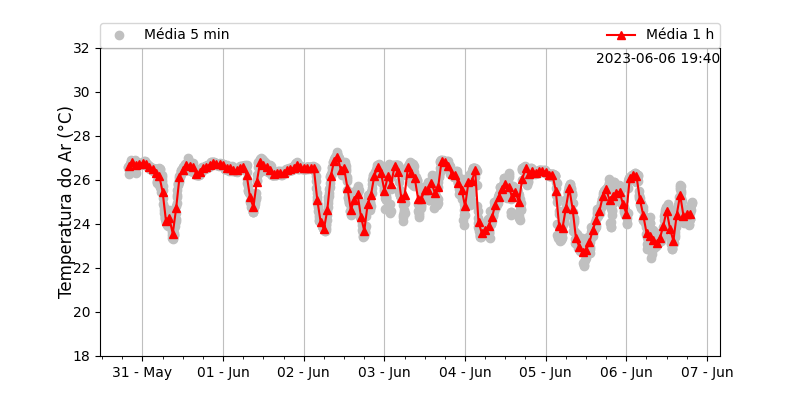 Média 5 min
Média 1 h
2023-06-06 19:40
Temperatura do Ar (°C)
32
30
28
26
24
22
20
18
31 - May
01 - Jun
02 - Jun
03 - Jun
04 - Jun
05 - Jun
06 - Jun
07 - Jun